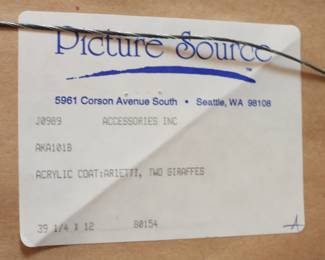 Picture Source
5961 Corson Avenue South • Seattle, WA 98108
J0989 ACCESSORIES INC
AKA101B
ACRYLIC COAT:ARIETTI, TWO GIRAFFES
39 1/4 X 12 80154
A